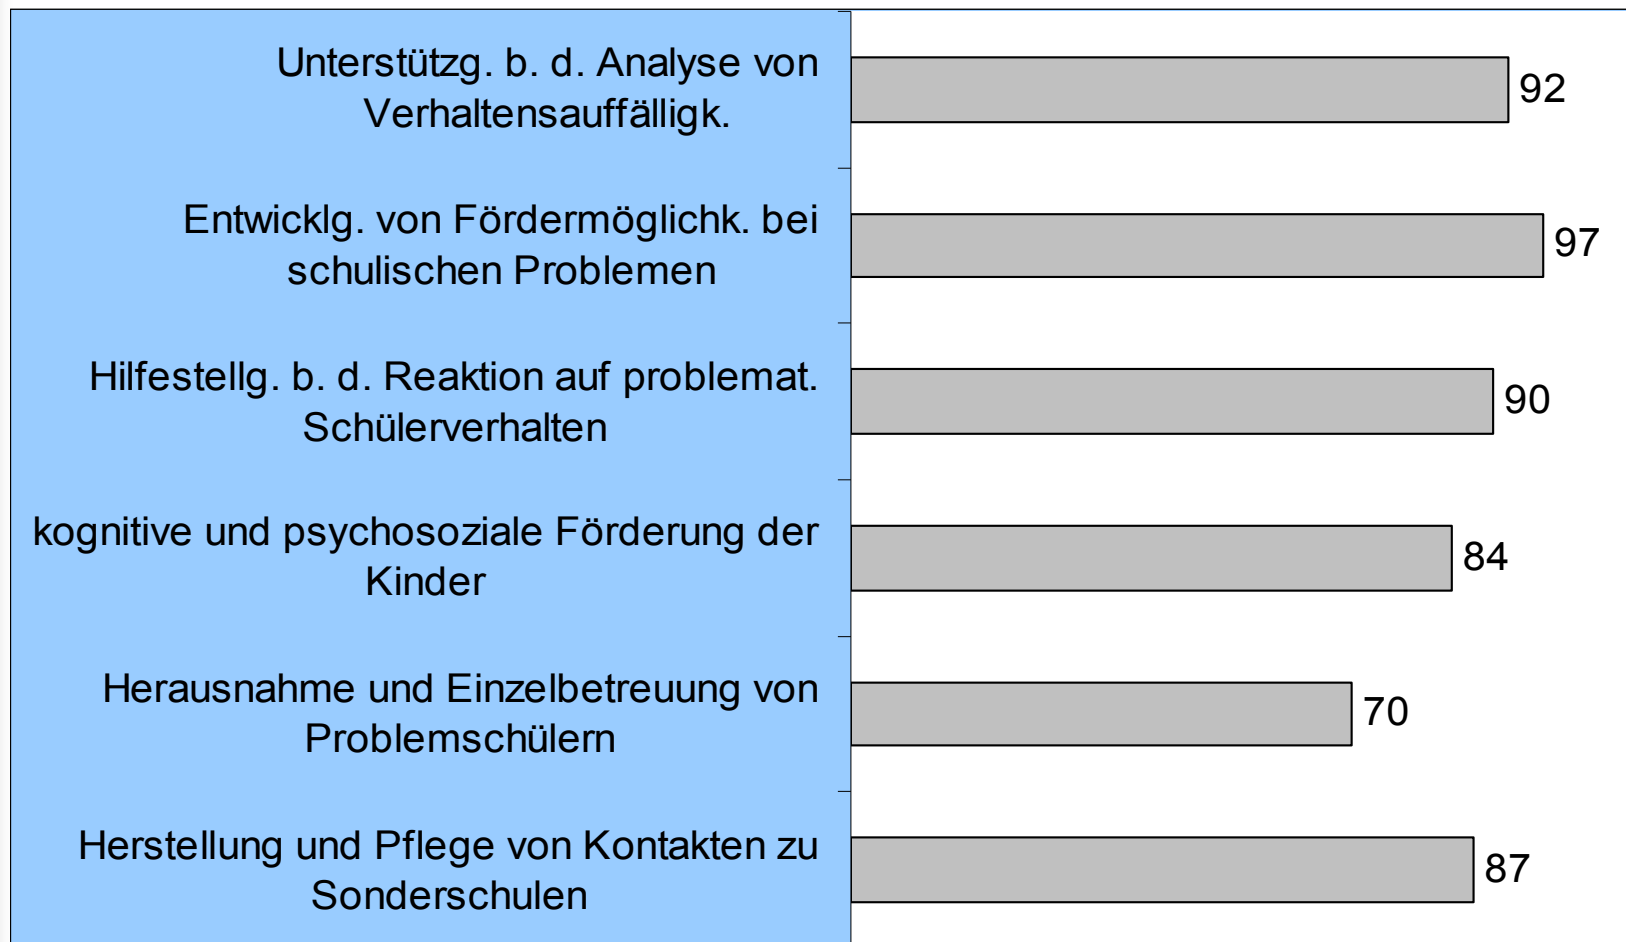 Unterstützg. b. d. Analyse von
Verhaltensauffälligk.
92
Entwicklg. von Fördermöglichk. bei
schulischen Problemen
97
Hilfestellg. b. d. Reaktion auf problemat.
Schülerverhalten
90
kognitive und psychosoziale Förderung der
Kinder
84
Herausnahme und Einzelbetreuung von
Problemschülern
70
Herstellung und Pflege von Kontakten zu
Sonderschulen
87